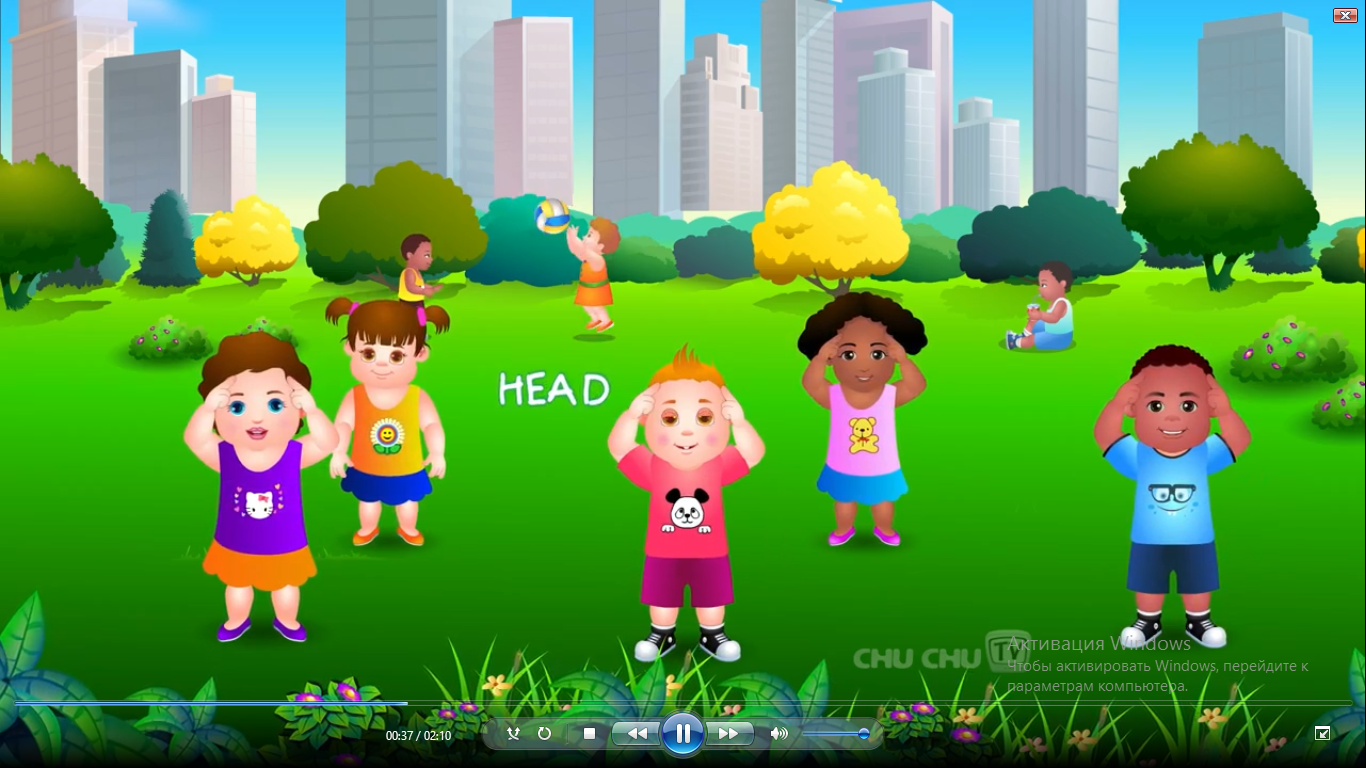 HEAD
CHU CHU TV
Активация Windows
Чтобы активировать Windows, перейдите к
параметрам компьютера.
00:37 / 02:10